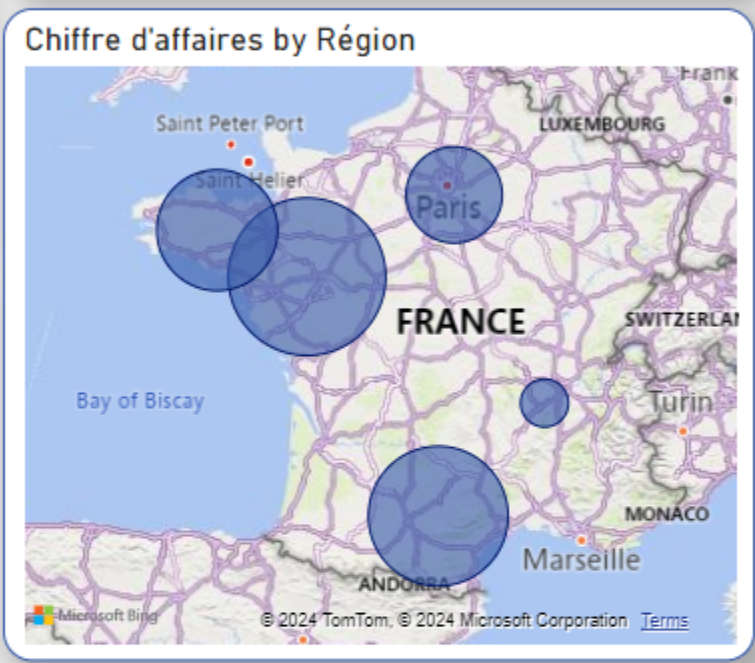 Chiffre d'affaires by Région
Frank
LUXEMBOURG
Saint Peter Port
Saint Helier
Paris
FRANCE
SWITZERLAN
Bay of Biscay
Turin
MONACO
Marseille
ANDORRA
Microsoft Bing
© 2024 TomTom, © 2024 Microsoft Corporation Terms